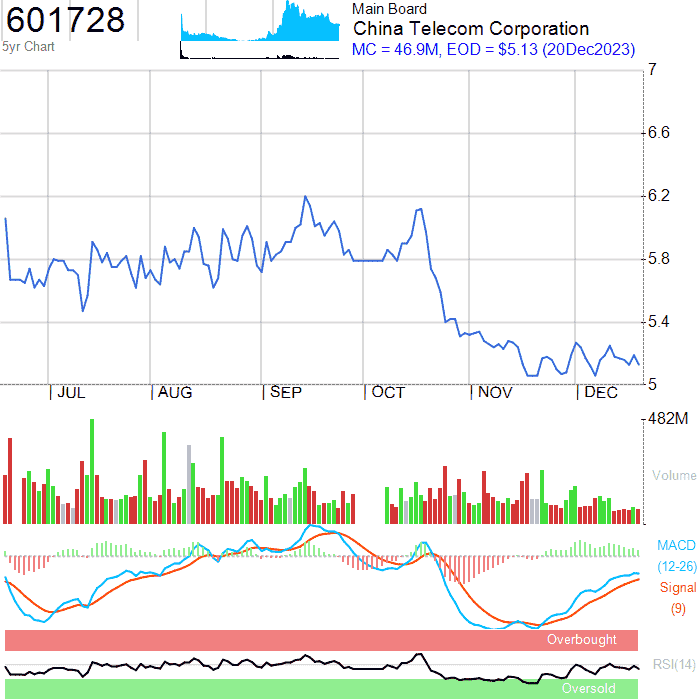 601728
5yr Chart
Main Board
China Telecom Corporation
MC = 46.9M, EOD = $5.13 (20Dec2023)
7
6.6
6.2
5.8
5.4
5
JUL AUG SEP OCT NOV DEC
482M
Volume
MACD
(12-26)
Signal
(9)
Overbought
RSI(14)
Oversold